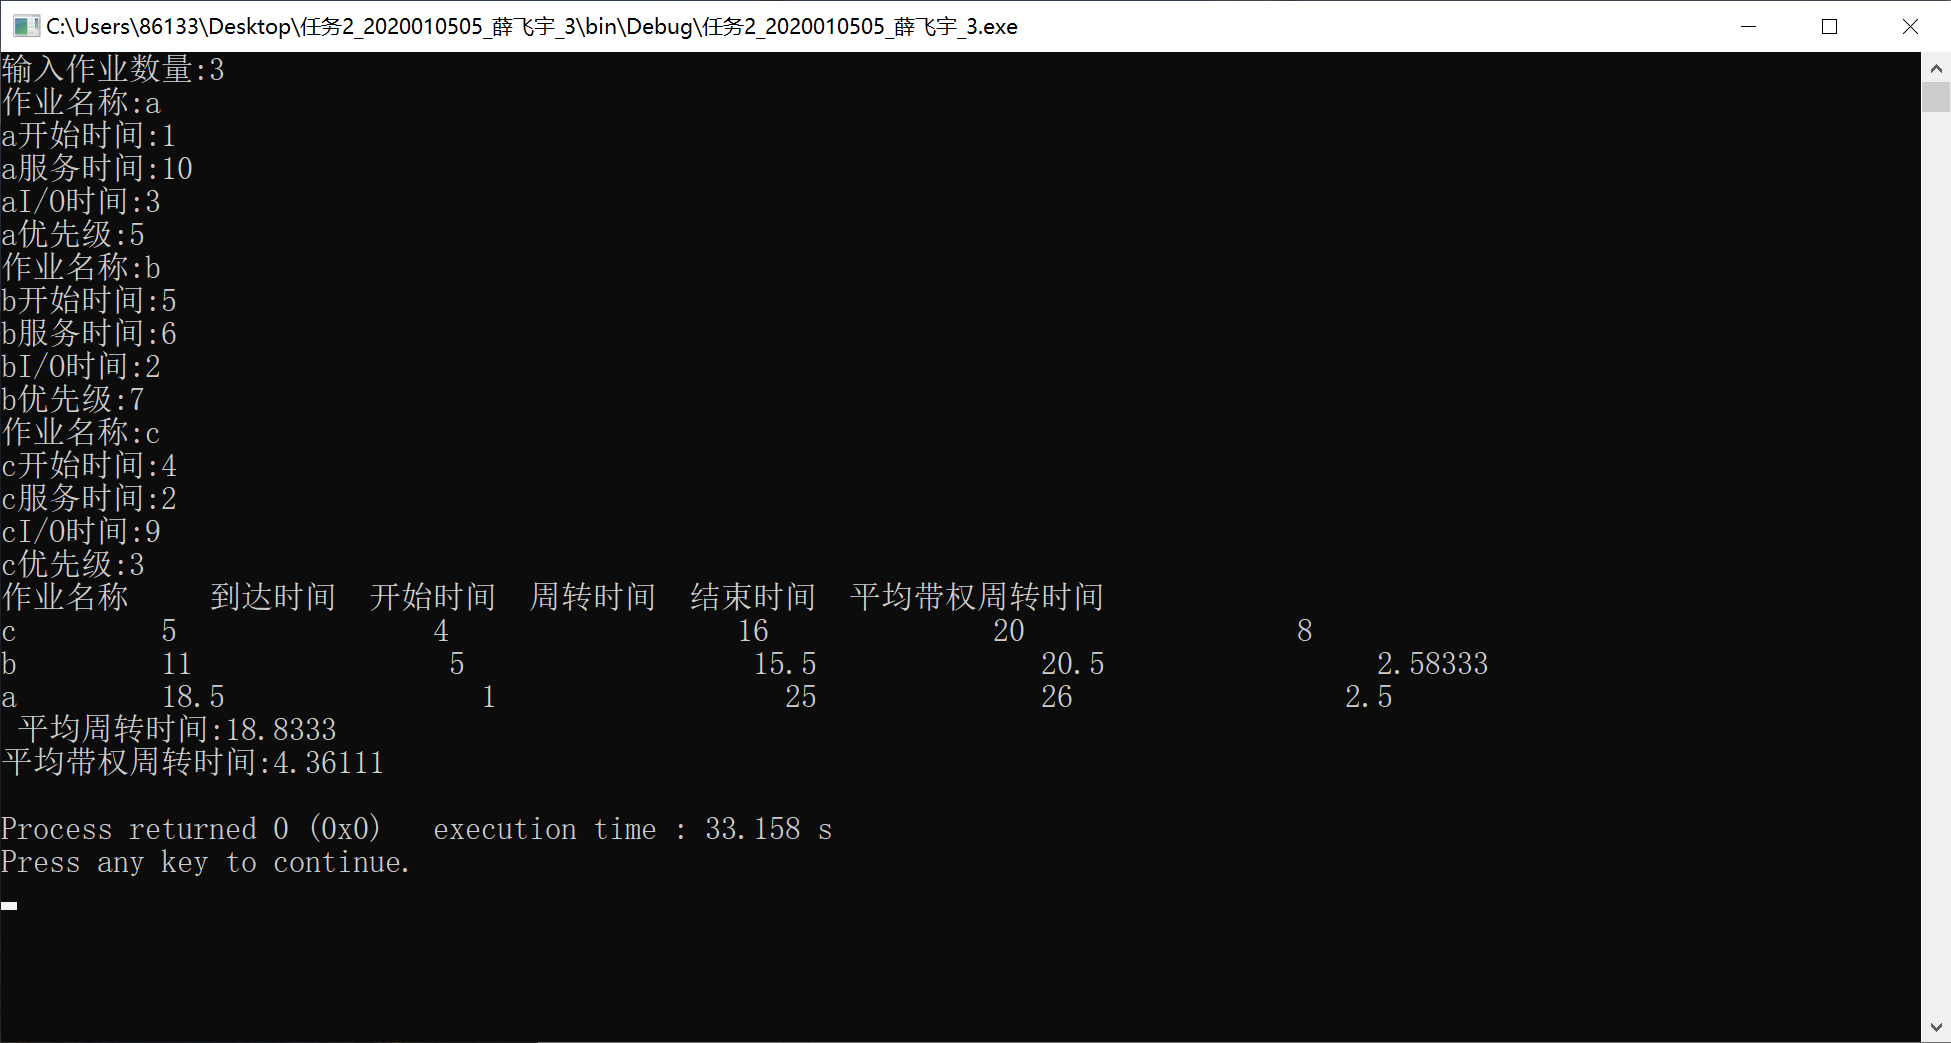 C:\Users\86133\Desktop\任务2_2020010505_薛飞宇_3\bin\Debug\任务2_2020010505_薛飞宇_3.exe
输入作业数量:3
作业名称:a
a开始时间:1
a服务时间:10
aI/O时间:3
a优先级:5
作业名称:b
b开始时间:5
b服务时间:6
bI/O时间:2
b优先级:7
作业名称:c
c开始时间:4
c服务时间:2
cI/O时间:9
c优先级:3
作业名称 到达时间 开始时间 周转时间 结束时间 平均带权周转时间
c 5 4 16 20 8
b 11 5 15.5 20.5 2.58333
a 18.5 1 25 26 2.5
平均周转时间:18.8333
平均带权周转时间:4.36111
Process returned 0 (0x0) execution time : 33.158 s
Press any key to continue.